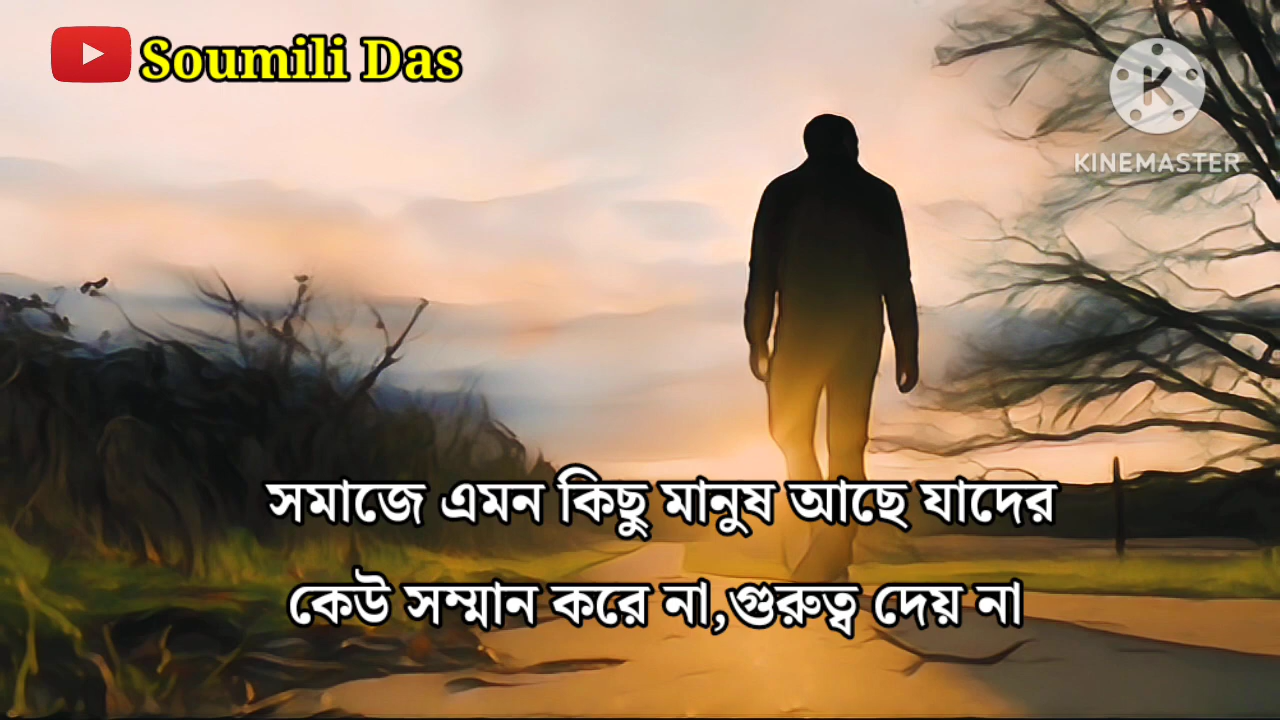 Soumili Das
KINEMASTER
সমাজে এমন কিছু মানুষ আছে যাদের
কেউ সম্মান করে না,গুরুত্ব দেয় না